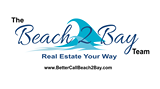 The
Beach 2 Bay
Real Estate Your Way
Team
www.BetterCallBeach2Bay.com